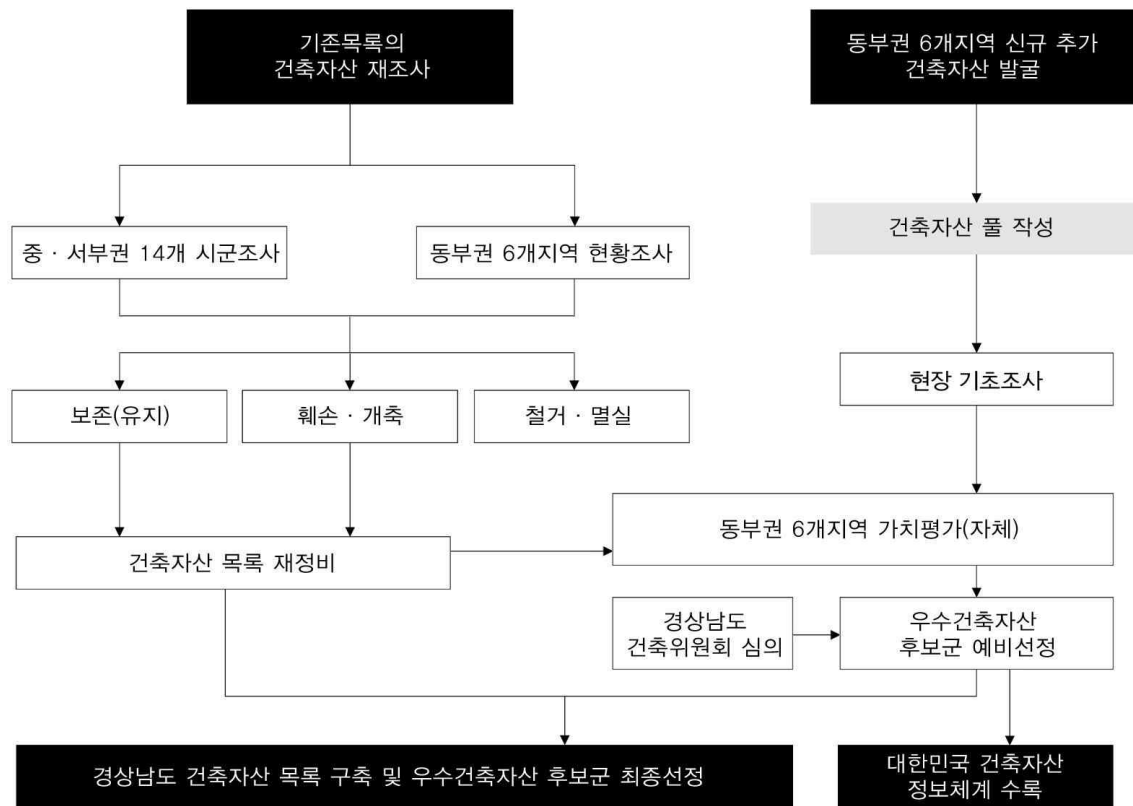 기존목록의
건축자산 재조사
동부권 6개지역 신규 추가
건축자산 발굴
건축자산 풀 작성
중 · 서부권 14개 시군조사
동부권 6개지역 현황조사
현장 기초조사
보존(유지)
훼손 · 개축
철거 · 멸실
동부권 6개지역 가치평가(자체)
건축자산 목록 재정비
경상남도
건축위원회 심의
우수건축자산
후보군 예비선정
경상남도 건축자산 목록 구축 및 우수건축자산 후보군 최종선정
대한민국 건축자산
정보체계 수록